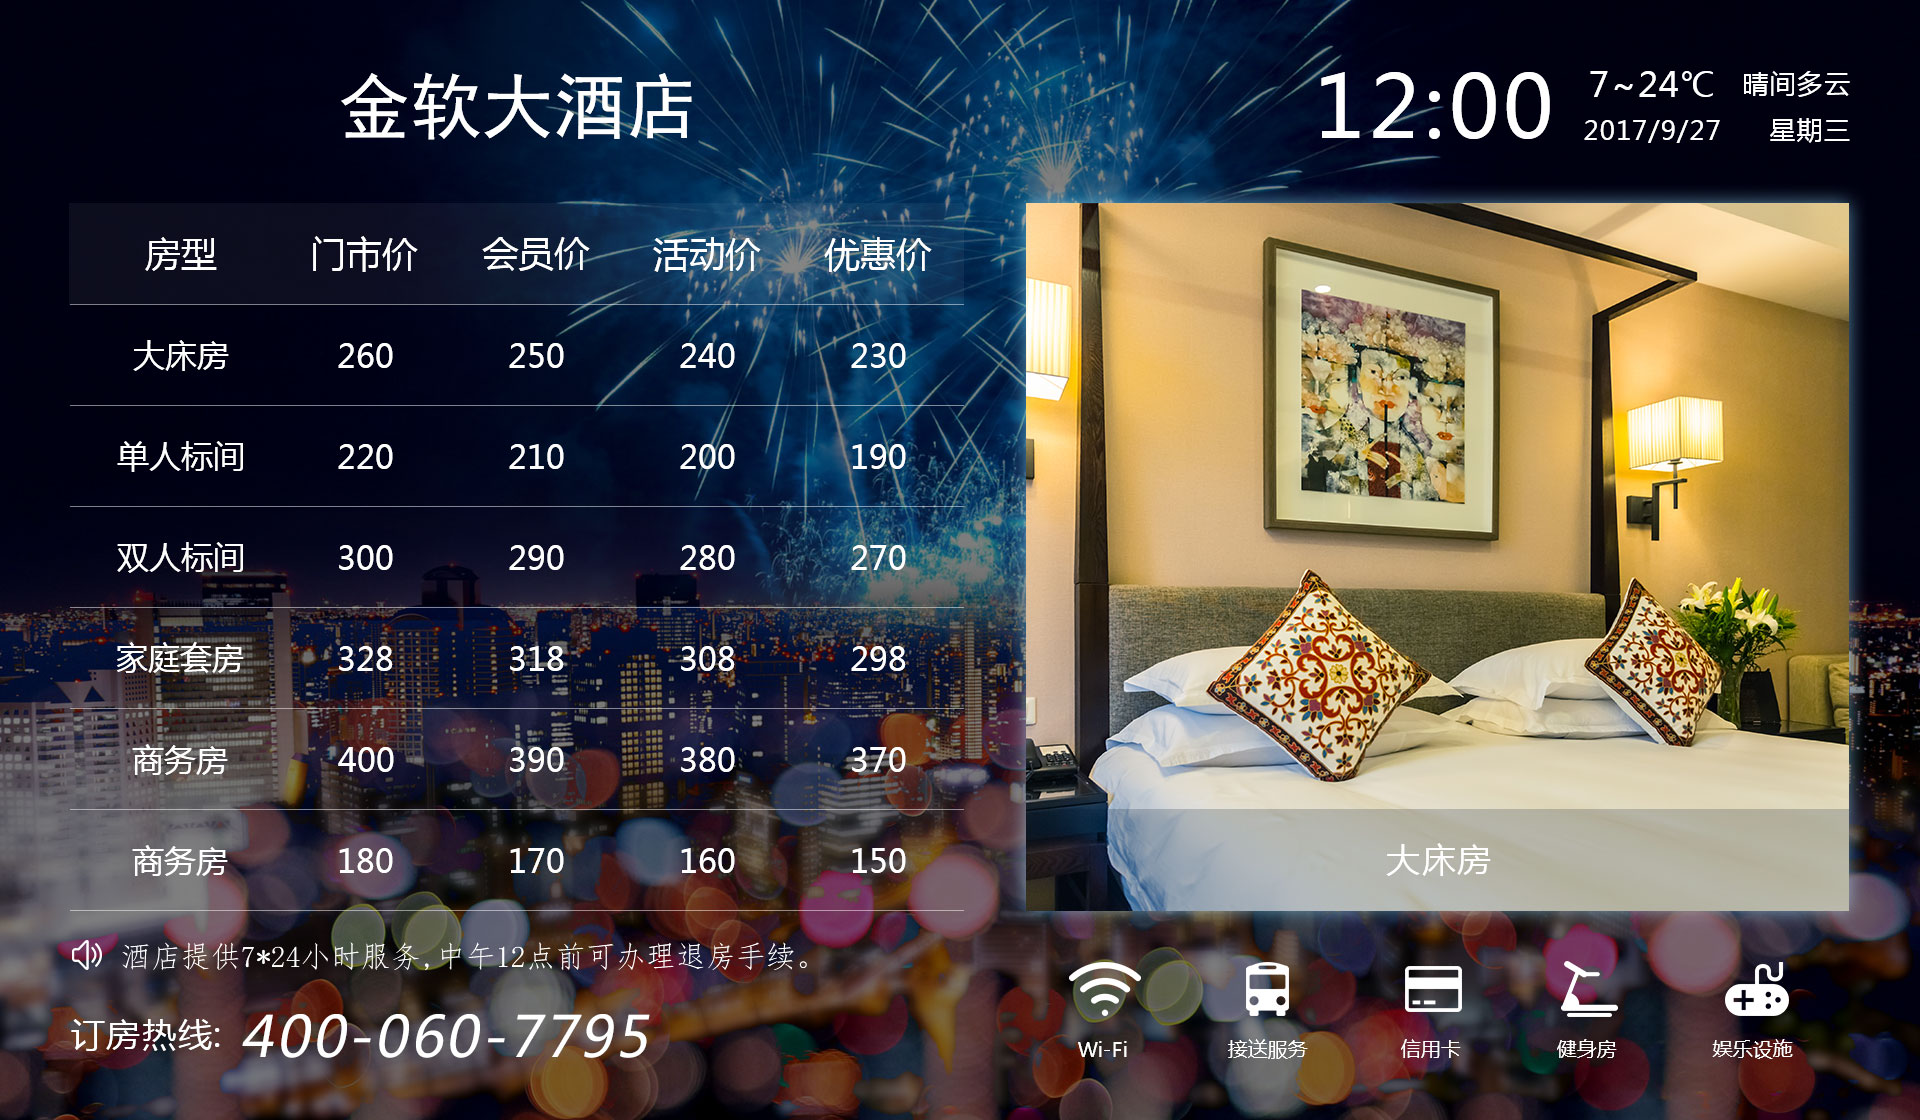 金软大酒店
12:00
7~24℃ 晴间多云
2017/9/27 星期三
房型 门市价 会员价 活动价 优惠价
大床房 260 250 240 230
单人标间 220 210 200 190
双人标间 300 290 280 270
家庭套房 328 318 308 298
商务房 400 390 380 370
商务房 180 170 160 150
大床房
酒店提供7*24小时服务,中午12点前可办理退房手续。
订房热线: 400-060-7795
Wi-Fi 接送服务 信用卡 健身房 娱乐设施